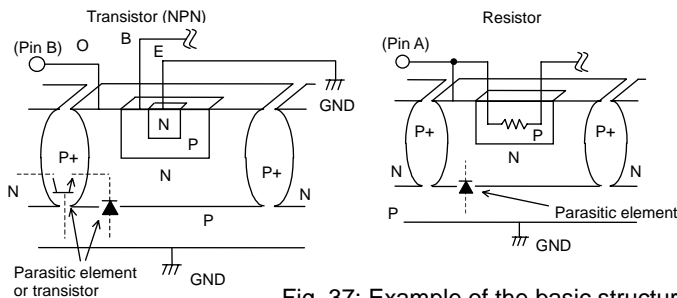 Transistor (NPN)
(Pin B)
O
B
E
GND
N
P
P+
N
P+
N
N
P
Parasitic element
or transistor
GND
Resistor
(Pin A)
P
P+
N
P+
N
N
P
Parasitic element
GND
Fig. 37: Example of the basic structur